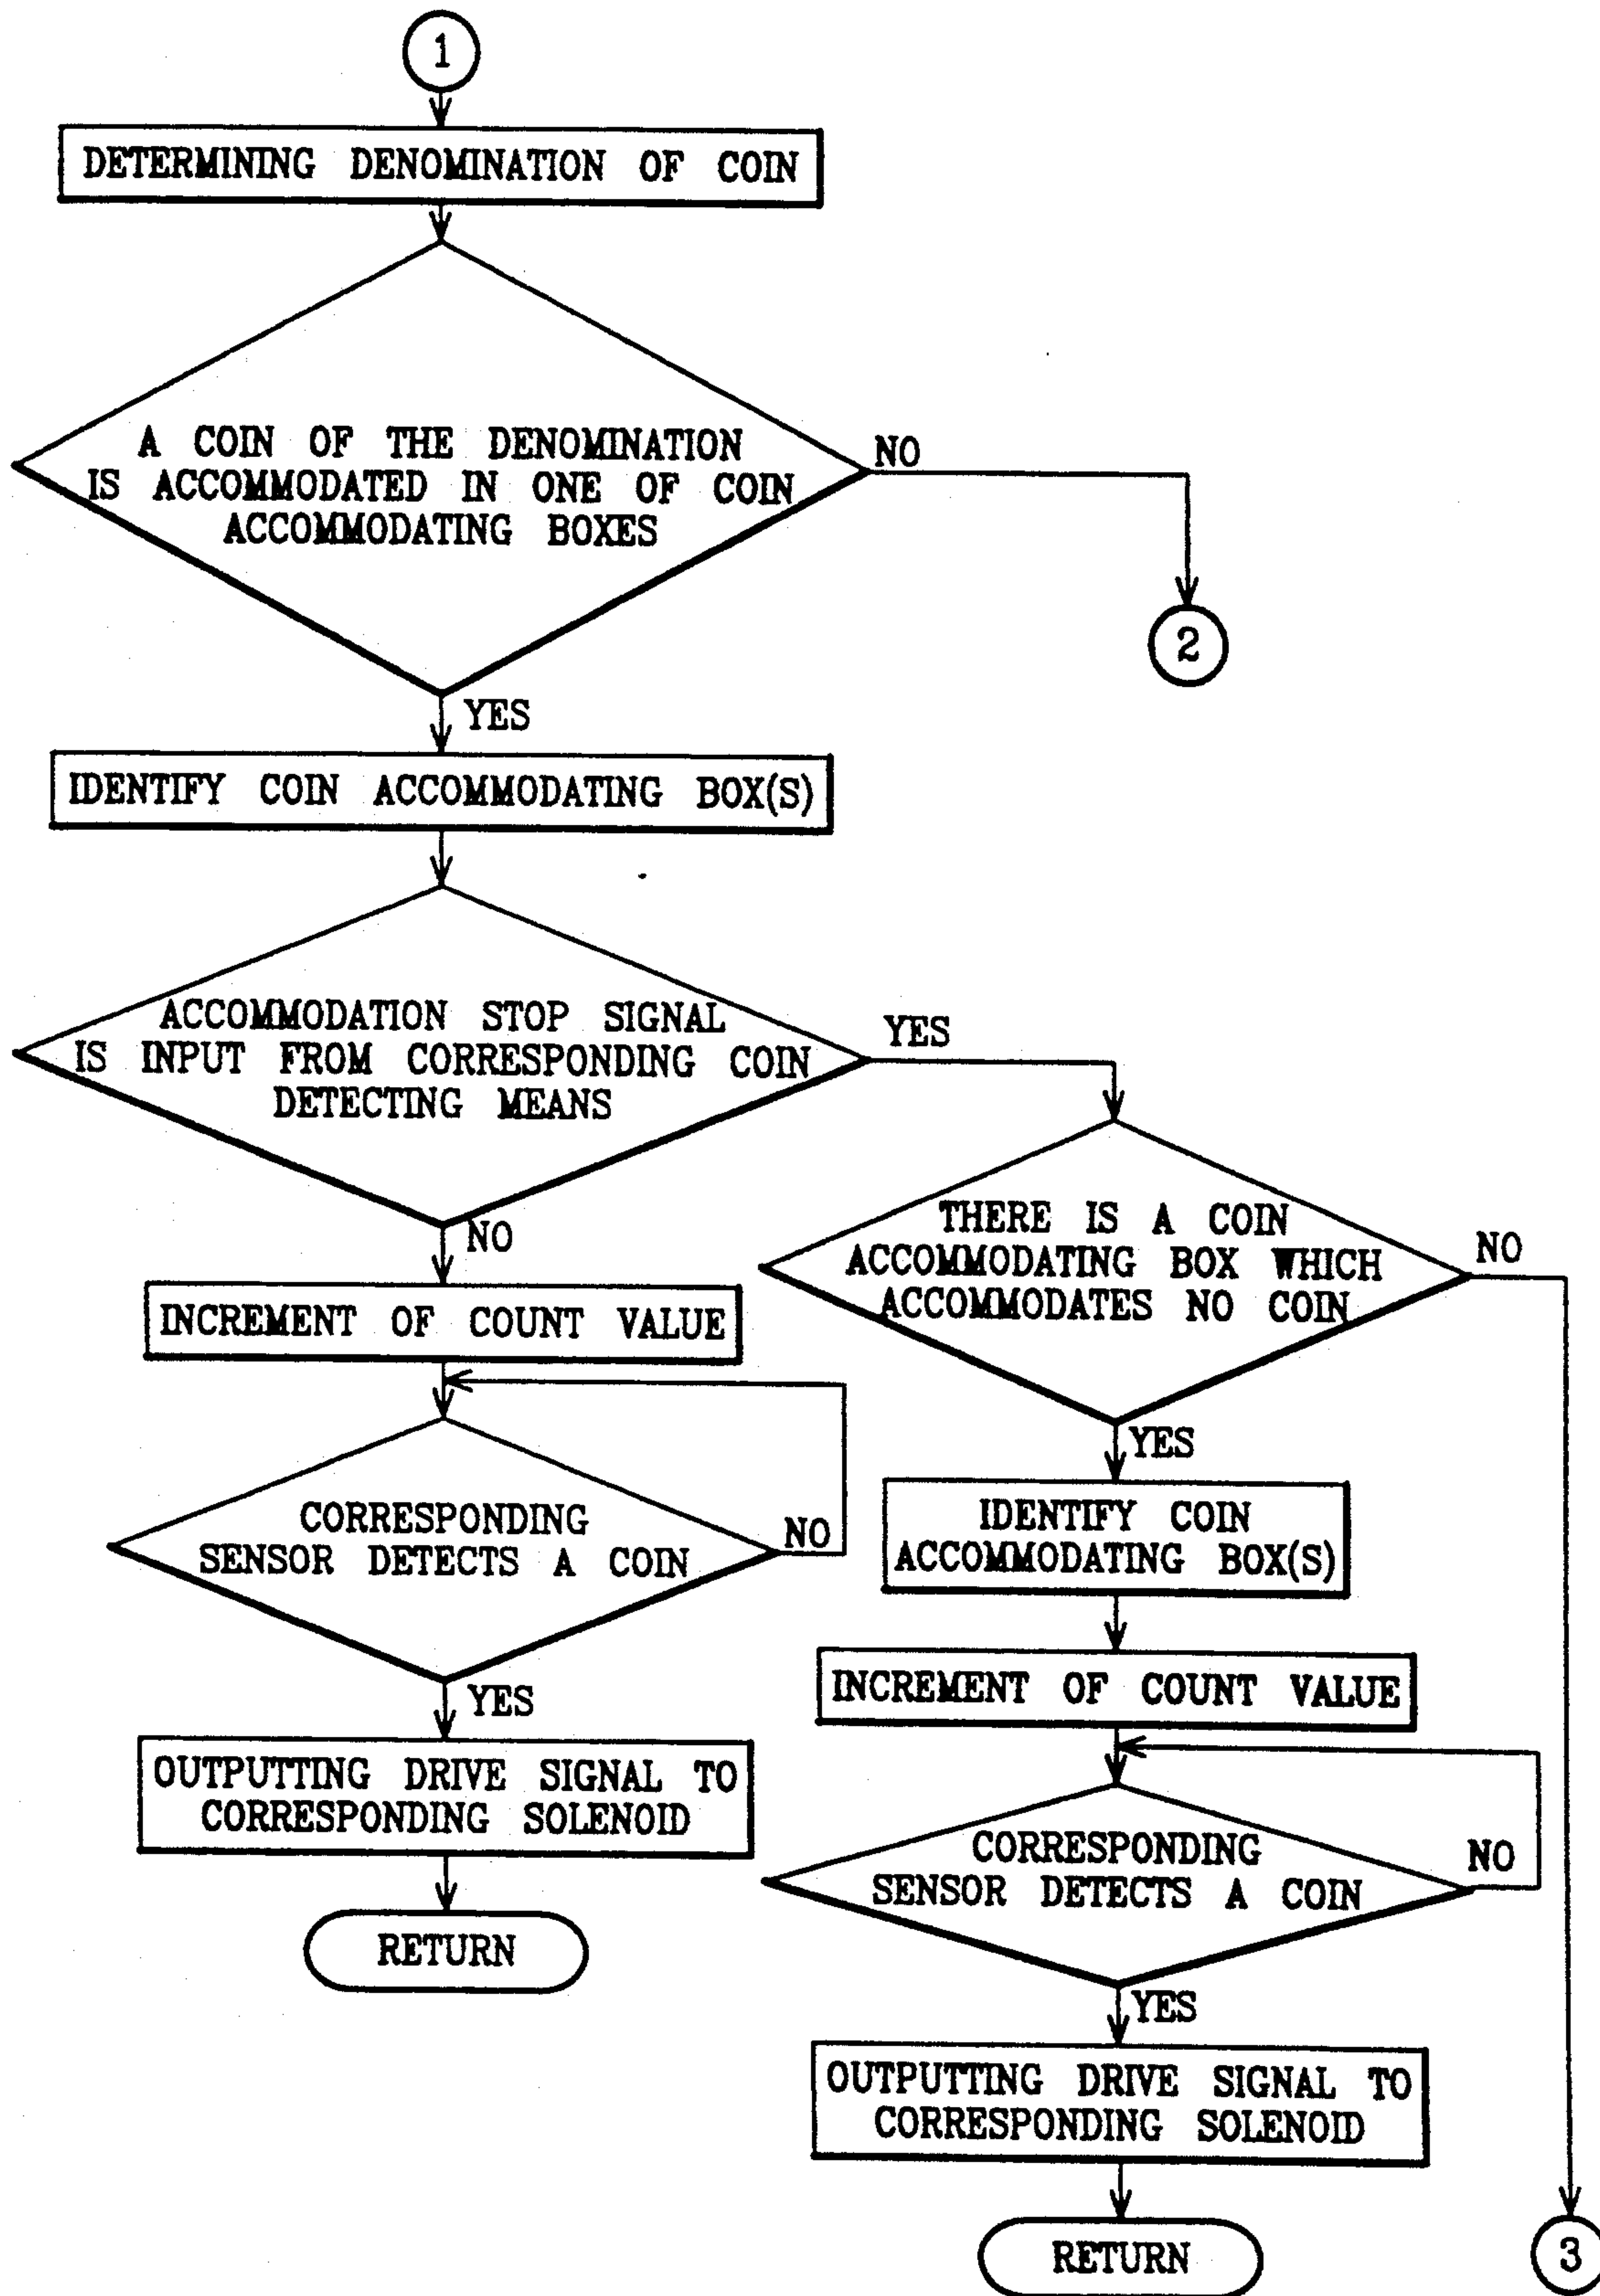 1
DETERMINING DENOMINATION OF COIN
A COIN OF THE DENOMINATION
IS ACCOMMODATED IN ONE OF COIN
ACCOMMODATING BOXES
NO
2
YES
IDENTIFY COIN ACCOMMODATING BOX(S)
ACCOMMODATION STOP SIGNAL
IS INPUT FROM CORRESPONDING COIN
DETECTING MEANS
YES
NO
INCREMENT OF COUNT VALUE
CORRESPONDING
SENSOR DETECTS A COIN
NO
YES
OUTPUTTING DRIVE SIGNAL TO
CORRESPONDING SOLENOID
RETURN
THERE IS A COIN
ACCOMMODATING BOX WHICH
ACCOMMODATES NO COIN
NO
YES
IDENTIFY COIN
ACCOMMODATING BOX(S)
INCREMENT OF COUNT VALUE
CORRESPONDING
SENSOR DETECTS A COIN
NO
YES
OUTPUTTING DRIVE SIGNAL TO
CORRESPONDING SOLENOID
RETURN
3